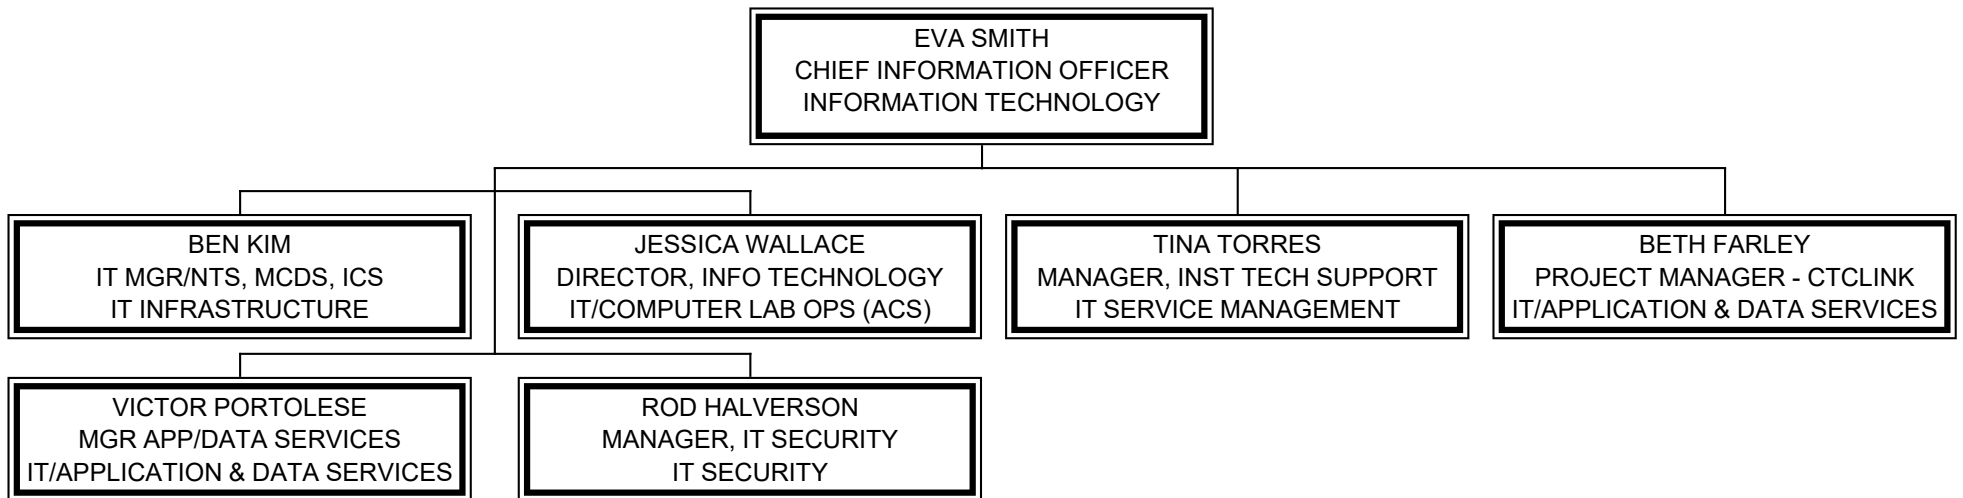 EVA SMITH
CHIEF INFORMATION OFFICER
INFORMATION TECHNOLOGY
BEN KIM
IT MGR/NTS, MCDS, ICS
IT INFRASTRUCTURE
JESSICA WALLACE
DIRECTOR, INFO TECHNOLOGY
IT/COMPUTER LAB OPS (ACS)
TINA TORRES
MANAGER, INST TECH SUPPORT
IT SERVICE MANAGEMENT
BETH FARLEY
PROJECT MANAGER - CTCLINK
IT/APPLICATION & DATA SERVICES
VICTOR PORTOLESE
MGR APP/DATA SERVICES
IT/APPLICATION & DATA SERVICES
ROD HALVERSON
MANAGER, IT SECURITY
IT SECURITY